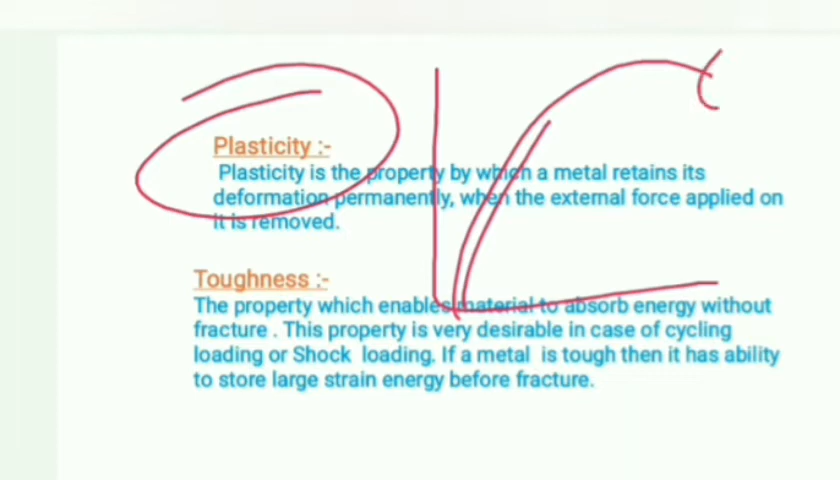 Plasticity :-
Plasticity is the property by which a metal retains its
deformation permanently, when the external force applied on
it is removed.
Toughness :-
The property which enables material to absorb energy without
fracture . This property is very desirable in case of cycling
loading or Shock loading. If a metal is tough then it has ability
to store large strain energy before fracture.